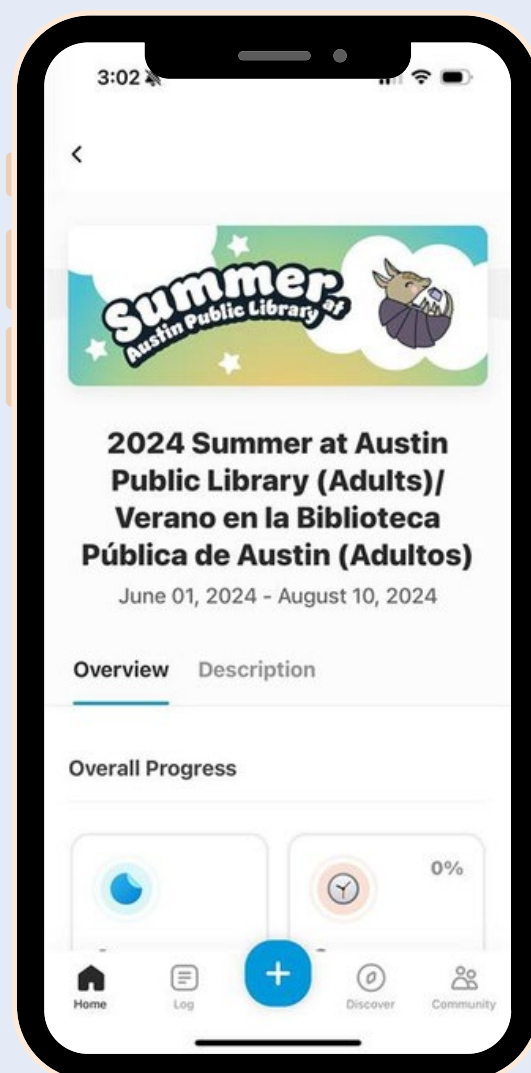 3:02
Summer at
Austin Public Library
2024 Summer at Austin
Public Library (Adults)/
Verano en la Biblioteca
Pública de Austin (Adultos)
June 01, 2024 - August 10, 2024
Overview Description
Overall Progress
0%
Home Log Discover Community